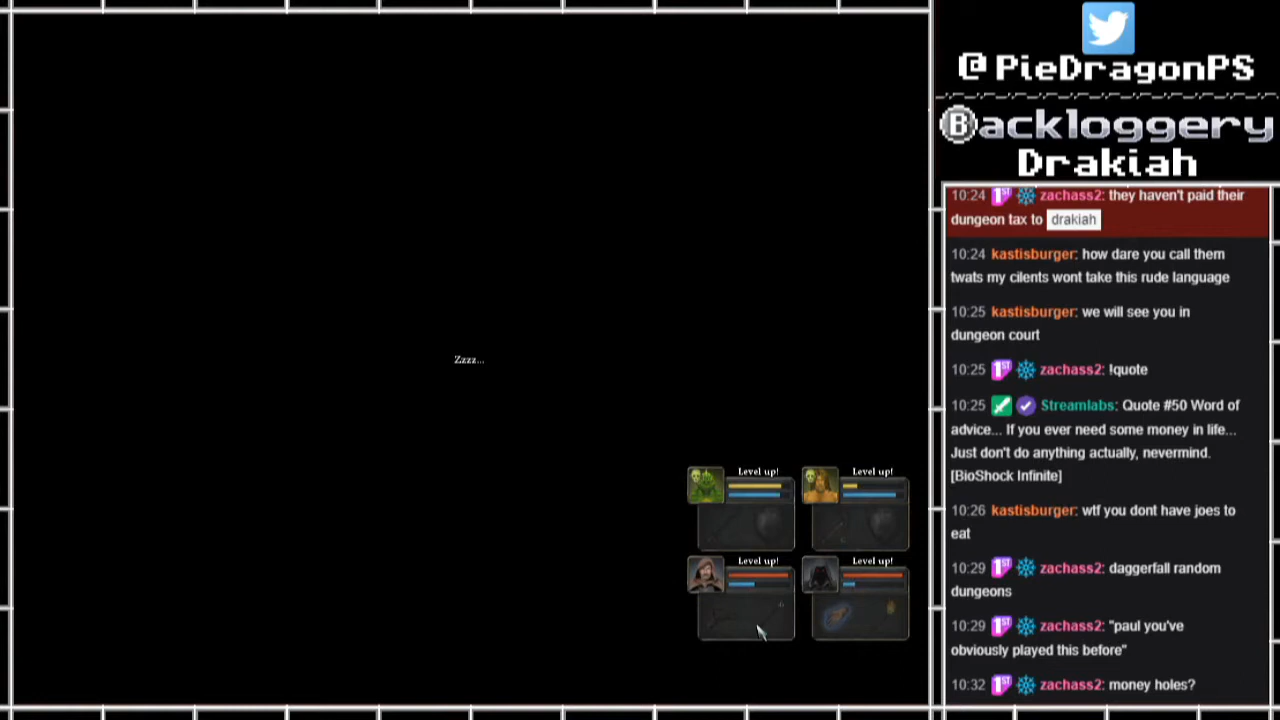 @PieDragonPS
Backloggery
Drakiah
10:24 zachass2: they haven't paid their
dungeon tax to drakiah
10:24 kastisburger: how dare you call them
twats my cilents wont take this rude language
10:25 kastisburger: we will see you in
dungeon court
10:25 zachass2: !quote
10:25 Streamlabs: Quote #50 Word of
advice... If you ever need some money in life...
Just don't do anything actually, nevermind.
[BioShock Infinite]
10:26 kastisburger: wtf you dont have joes to
eat
10:29 zachass2: daggerfall random
dungeons
10:29 zachass2: "paul you've
obviously played this before"
10:32 zachass2: money holes?
Zzzz...
Level up!
Level up!
Level up!
Level up!